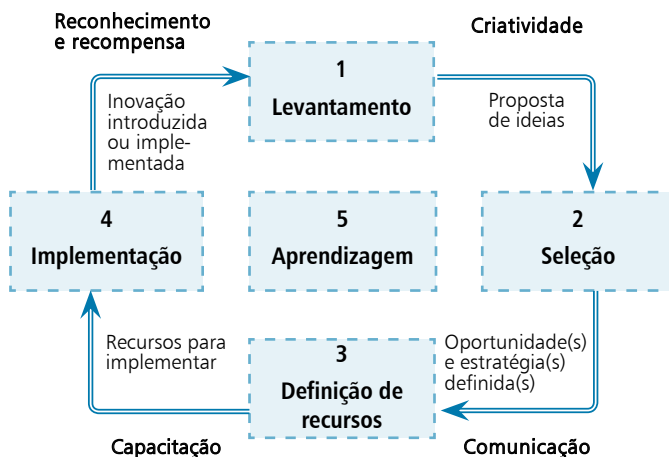 Reconhecimento
e recompensa
Criatividade
1
Levantamento
Inovação
introduzida
ou imple-
mentada
Proposta
de ideias
4
Implementação
5
Aprendizagem
2
Seleção
Recursos para
implementar
3
Definição de
recursos
Oportunidade(s)
e estratégia(s)
definida(s)
Capacitação
Comunicação